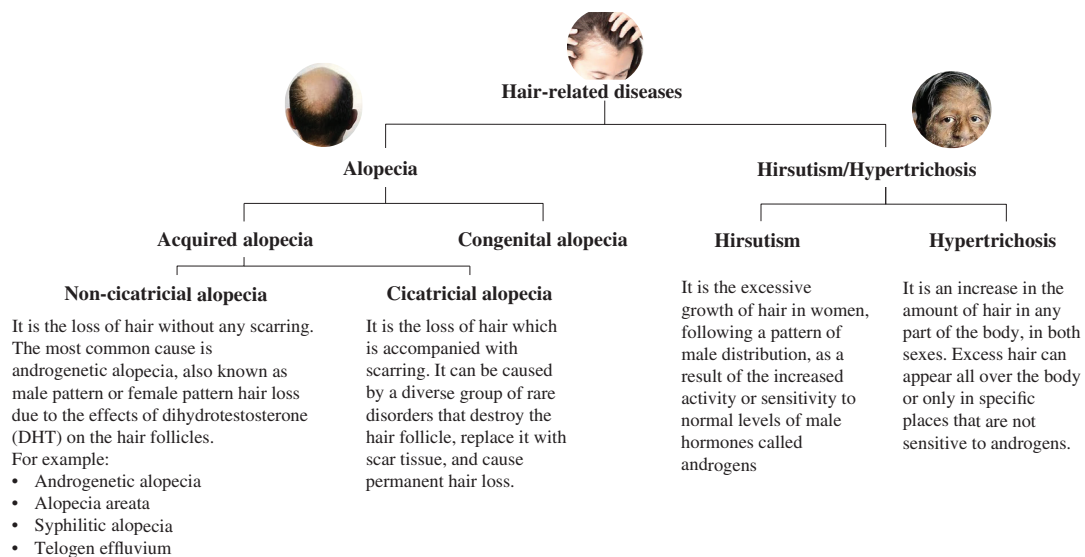 Hair-related diseases
Alopecia
Hirsutism/Hypertrichosis
Acquired alopecia
Congenital alopecia
Hirsutism
Hypertrichosis
Non-cicatricial alopecia
It is the loss of hair without any scarring.
The most common cause is
androgenetic alopecia, also known as
male pattern or female pattern hair loss
due to the effects of dihydrotestosterone
(DHT) on the hair follicles.
For example:
• Androgenetic alopecia
• Alopecia areata
• Syphilitic alopecia
• Telogen effluvium
Cicatricial alopecia
It is the loss of hair which
is accompanied with
scarring. It can be caused
by a diverse group of rare
disorders that destroy the
hair follicle, replace it with
scar tissue, and cause
permanent hair loss.
It is the excessive
growth of hair in women,
following a pattern of
male distribution, as a
result of the increased
activity or sensitivity to
normal levels of male
hormones called
androgens
It is an increase in the
amount of hair in any
part of the body, in both
sexes. Excess hair can
appear all over the body
or only in specific
places that are not
sensitive to androgens.